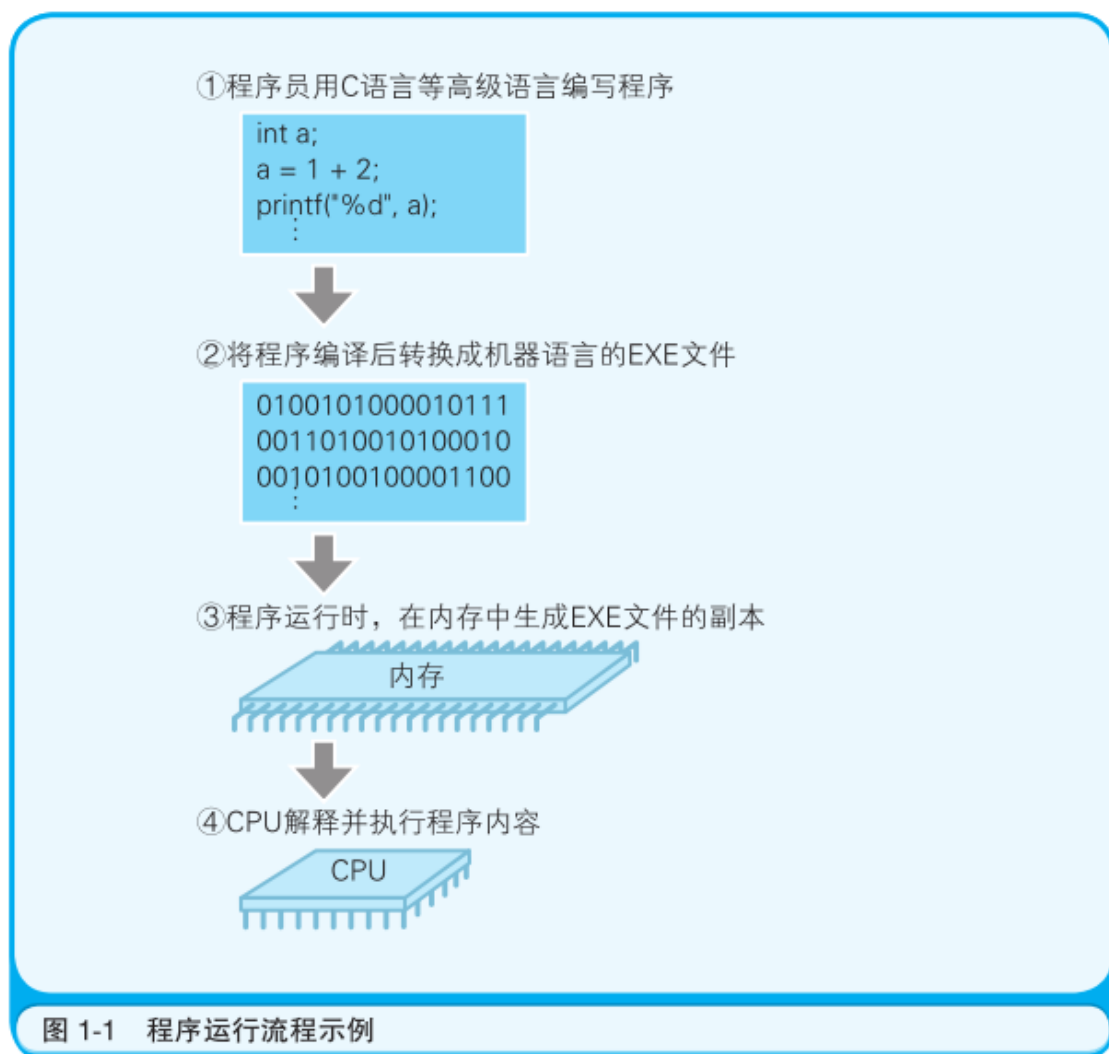 ①程序员用C语言等高级语言编写程序
int a;
a = 1 + 2;
printf("%d", a);
⋮
②将程序编译后转换成机器语言的EXE文件
0100101000010111
0011010010100010
0010100100001100
⋮
③程序运行时，在内存中生成EXE文件的副本
内存
④CPU解释并执行程序内容
CPU
图 1-1 程序运行流程示例